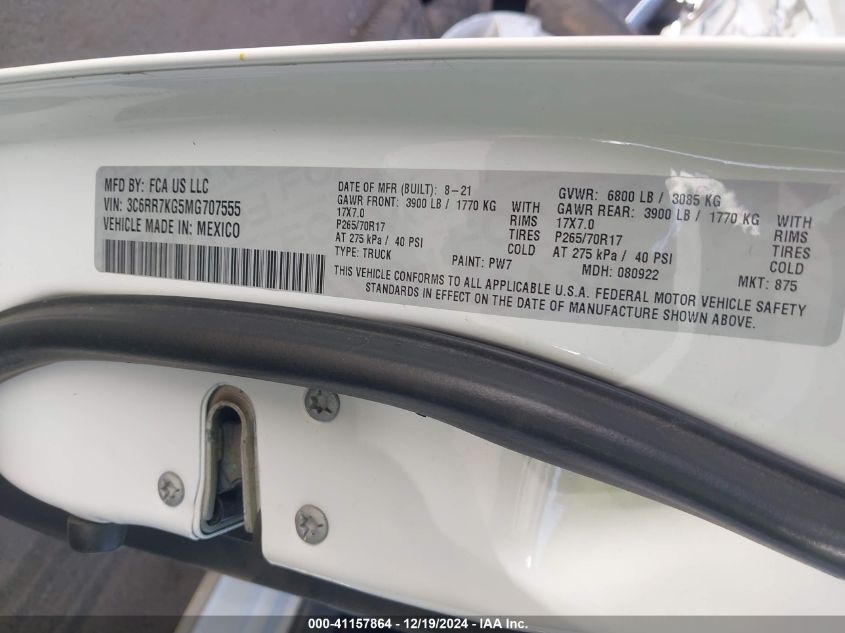 MFD BY: FCA US LLC
VIN: 3C6RR7KG5MG707555
VEHICLE MADE IN: MEXICO
DATE OF MFR (BUILT): 8-21
GAWR FRONT: 3900 LB / 1770 KG WITH
17X7.0 RIMS
P265/70R17 TIRES
AT 275 kPa / 40 PSI COLD
TYPE: TRUCK PAINT: PW7
GVWR: 6800 LB / 3085 KG
GAWR REAR: 3900 LB / 1770 KG WITH
17X7.0 RIMS
P265/70R17 TIRES
AT 275 kPa / 40 PSI COLD
MDH: 080922 MKT: 875
THIS VEHICLE CONFORMS TO ALL APPLICABLE U.S.A. FEDERAL MOTOR VEHICLE SAFETY
STANDARDS IN EFFECT ON THE DATE OF MANUFACTURE SHOWN ABOVE.
000-41157864 - 12/19/2024 - IAA Inc.